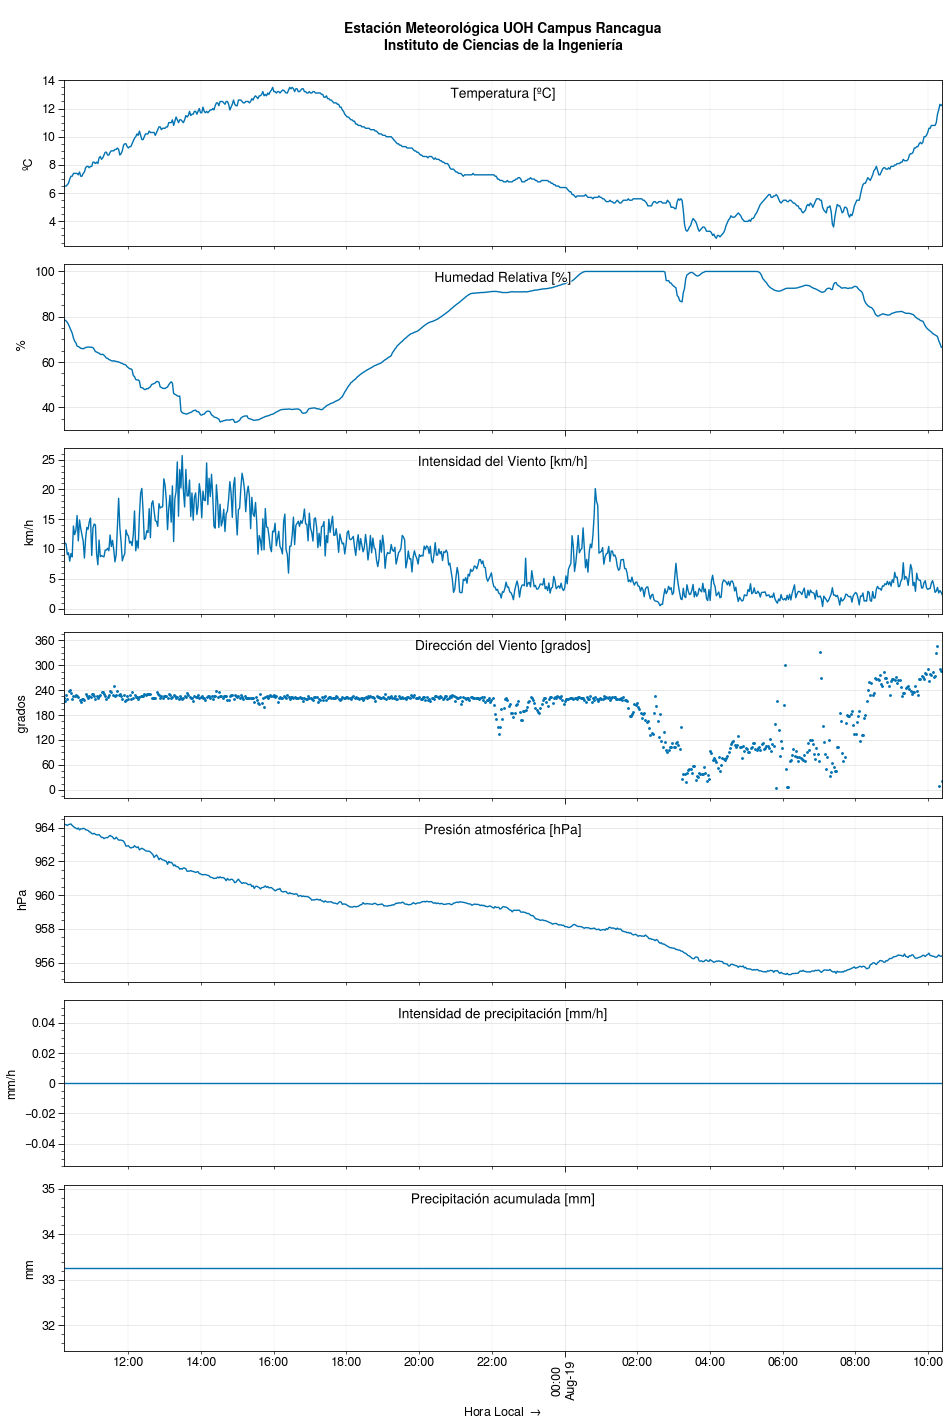 Estación Meteorológica UOH Campus Rancagua
Instituto de Ciencias de la Ingeniería
Temperatura [ºC]
ºC
14
12
10
8
6
4
Humedad Relativa [%]
%
100
80
60
40
Intensidad del Viento [km/h]
km/h
25
20
15
10
5
0
Dirección del Viento [grados]
grados
360
300
240
180
120
60
0
Presión atmosférica [hPa]
hPa
964
962
960
958
956
Intensidad de precipitación [mm/h]
mm/h
0.04
0.02
0
−0.02
−0.04
Precipitación acumulada [mm]
mm
35
34
33
32
12:00 14:00 16:00 18:00 20:00 22:00 00:00 02:00 04:00 06:00 08:00 10:00
Aug-19
Hora Local →